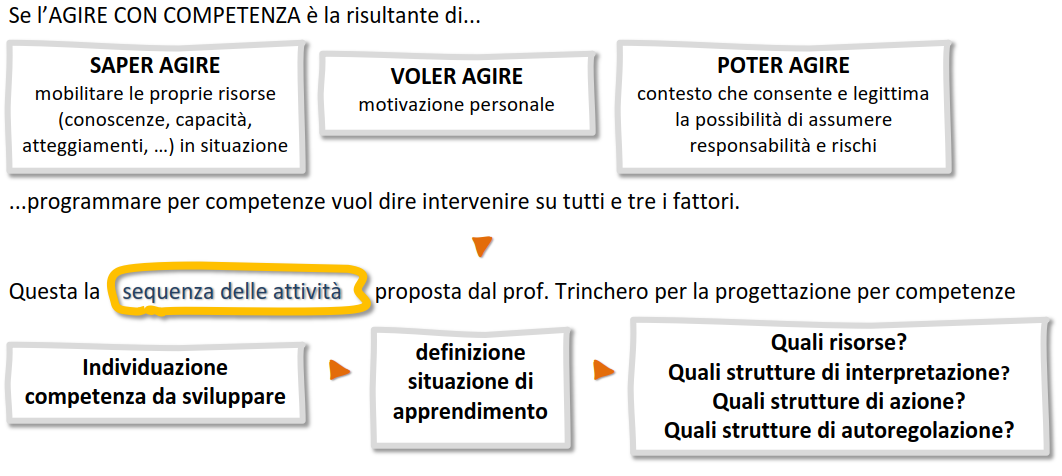 Se l'AGIRE CON COMPETENZA è la risultante di...
SAPER AGIRE
mobilitare le proprie risorse
(conoscenze, capacità,
atteggiamenti, …) in situazione
VOLER AGIRE
motivazione personale
POTER AGIRE
contesto che consente e legittima
la possibilità di assumere
responsabilità e rischi
...programmare per competenze vuol dire intervenire su tutti e tre i fattori.
Questa la sequenza delle attività proposta dal prof. Trinchero per la progettazione per competenze
Individuazione
competenza da sviluppare
definizione
situazione di
apprendimento
Quali risorse?
Quali strutture di interpretazione?
Quali strutture di azione?
Quali strutture di autoregolazione?